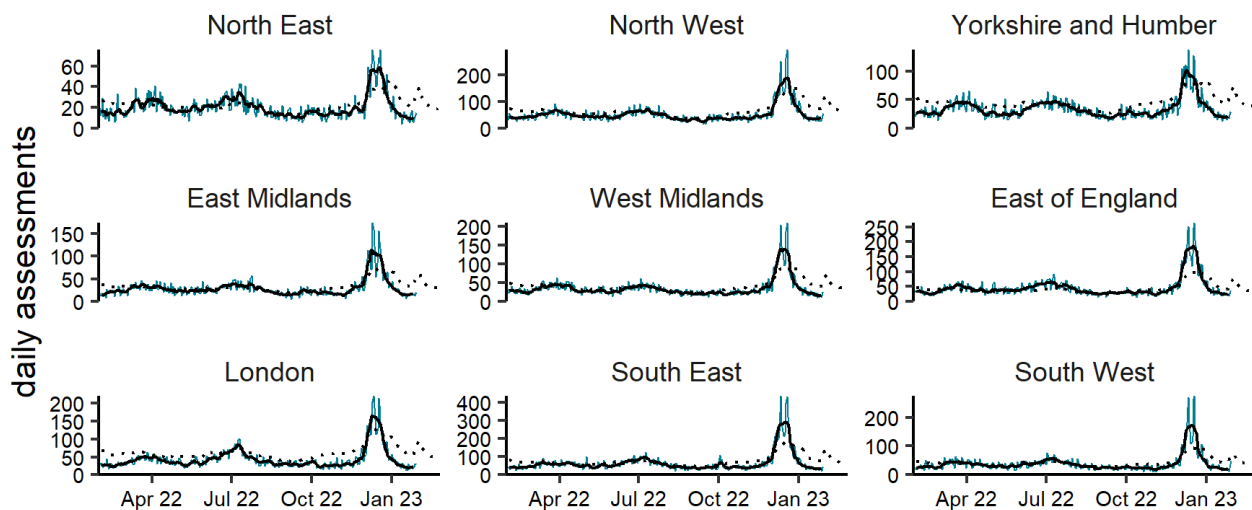 North East
North West
Yorkshire and Humber
60
40
20
0
200
100
0
100
50
0
daily assessments
East Midlands
West Midlands
East of England
150
100
50
0
200
150
100
50
0
250
200
150
100
50
0
London
South East
South West
200
150
100
50
0
400
300
200
100
0
200
100
0
Apr 22 Jul 22 Oct 22 Jan 23
Apr 22 Jul 22 Oct 22 Jan 23
Apr 22 Jul 22 Oct 22 Jan 23